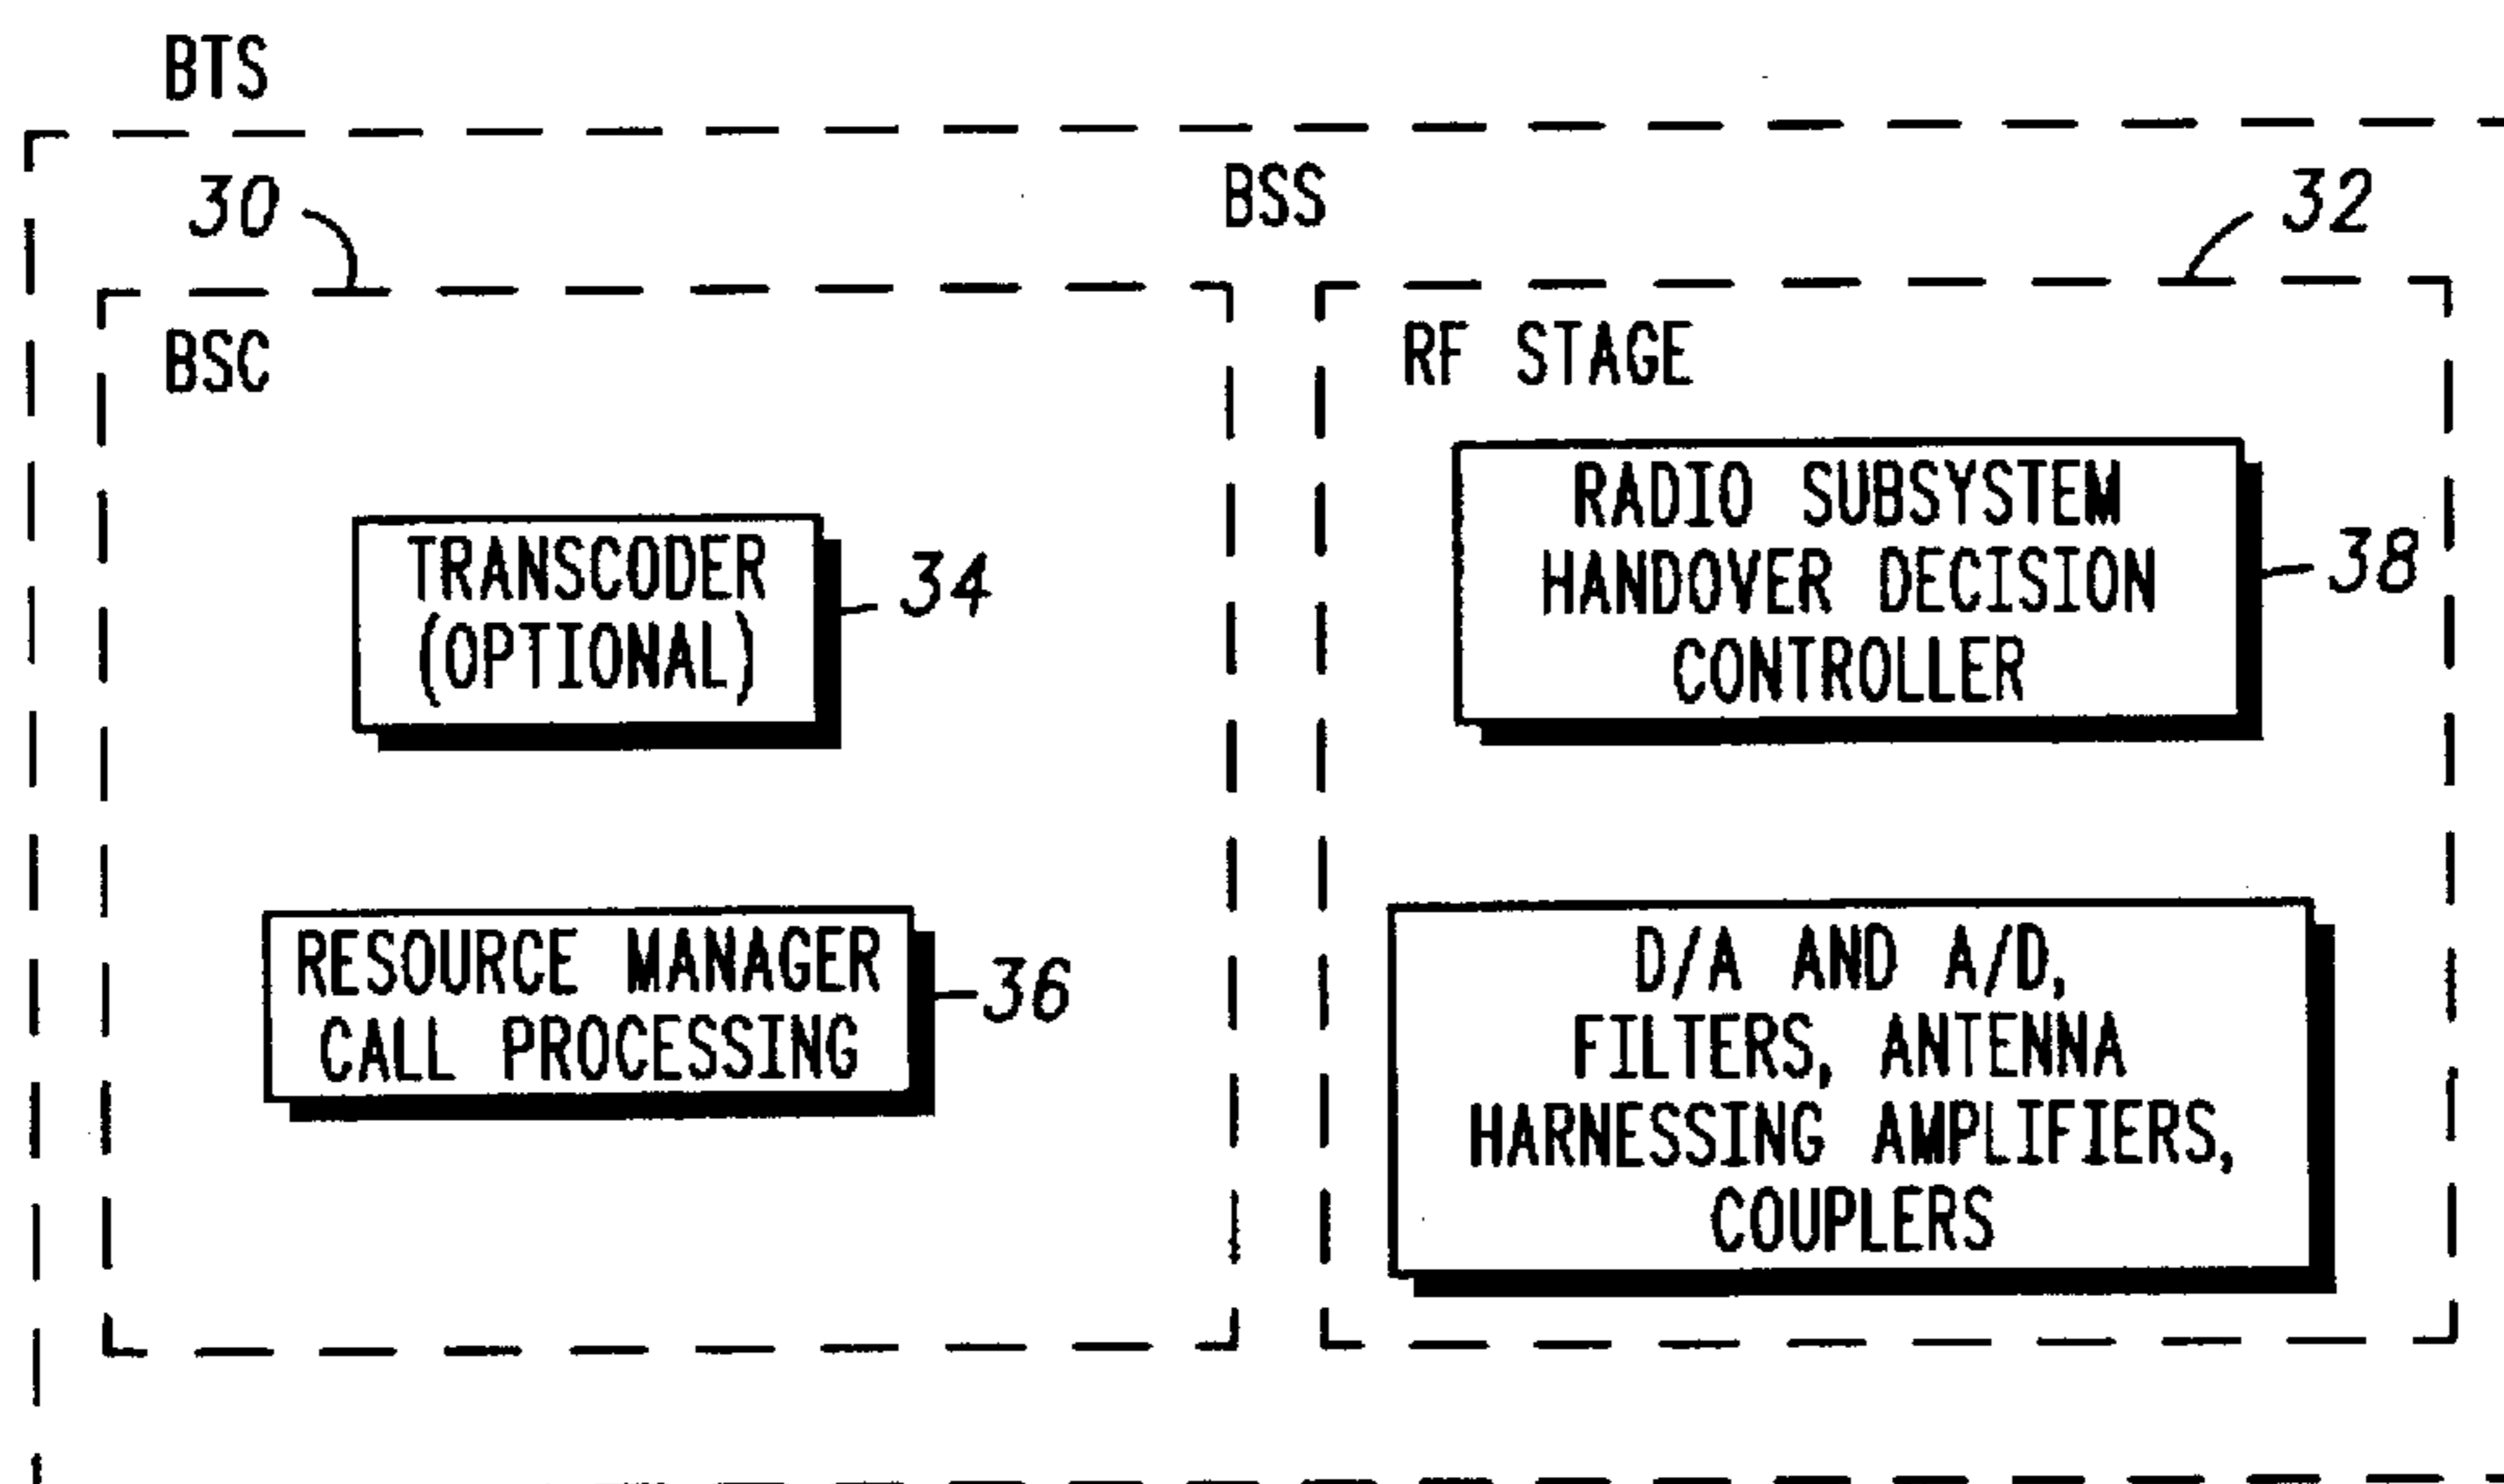 BTS
BSS
30
32
BSC
RF STAGE
TRANSCODER
(OPTIONAL)
34
RADIO SUBSYSTEM
HANDOVER DECISION
CONTROLLER
38
RESOURCE MANAGER
CALL PROCESSING
36
D/A AND A/D,
FILTERS, ANTENNA
HARNESSING AMPLIFIERS,
COUPLERS